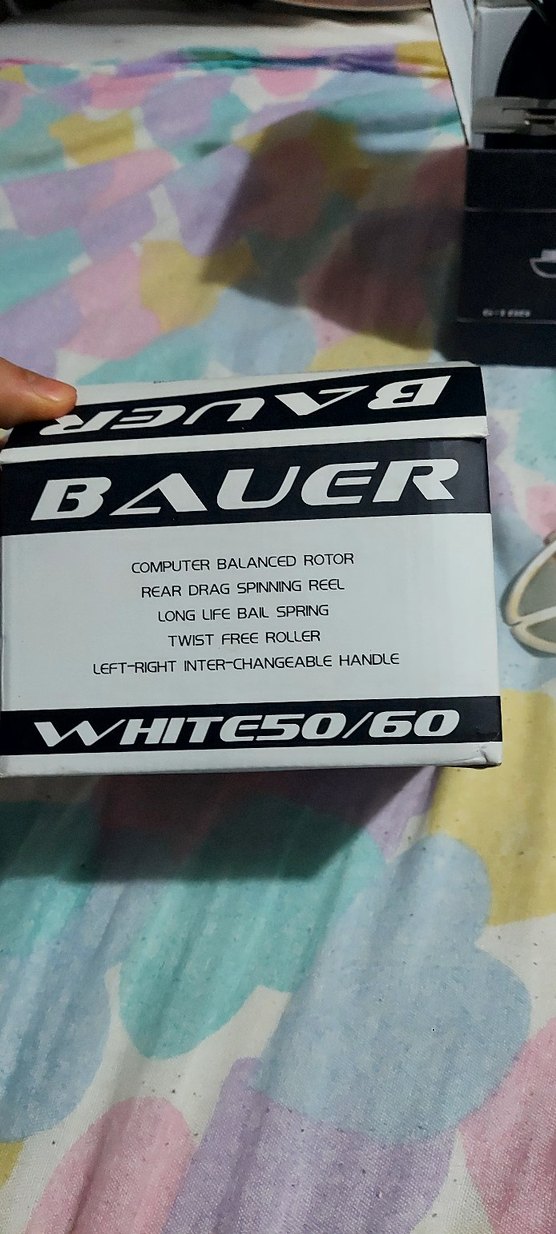 BAUER
BAUER
COMPUTER BALANCED ROTOR
REAR DRAG SPINNING REEL
LONG LIFE BAIL SPRING
TWIST FREE ROLLER
LEFT-RIGHT INTER-CHANGEABLE HANDLE
WHITE50/60